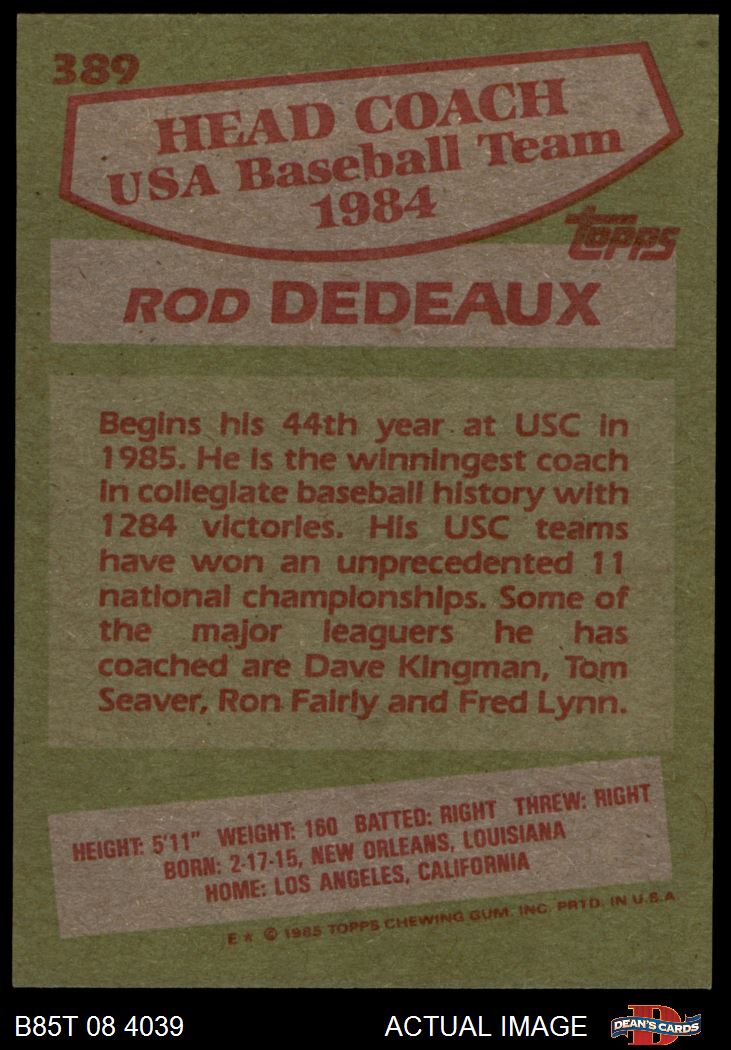 389
HEAD COACH
USA Baseball Team
1984
TOPPS
ROD DEDEAUX
Begins his 44th year at USC in
1985. He is the winningest coach
in collegiate baseball history with
1284 victories. His USC teams
have won an unprecedented 11
national championships. Some of
the major leaguers he has
coached are Dave Kingman, Tom
Seaver, Ron Fairly and Fred Lynn.
HEIGHT: 5'11" WEIGHT: 160 BATTED: RIGHT THREW: RIGHT
BORN: 2-17-15, NEW ORLEANS, LOUISIANA
HOME: LOS ANGELES, CALIFORNIA
E * © 1985 TOPPS CHEWING GUM, INC. PRTD. IN U.S.A.
B85T 08 4039
ACTUAL IMAGE
D
DEAN'S CARDS